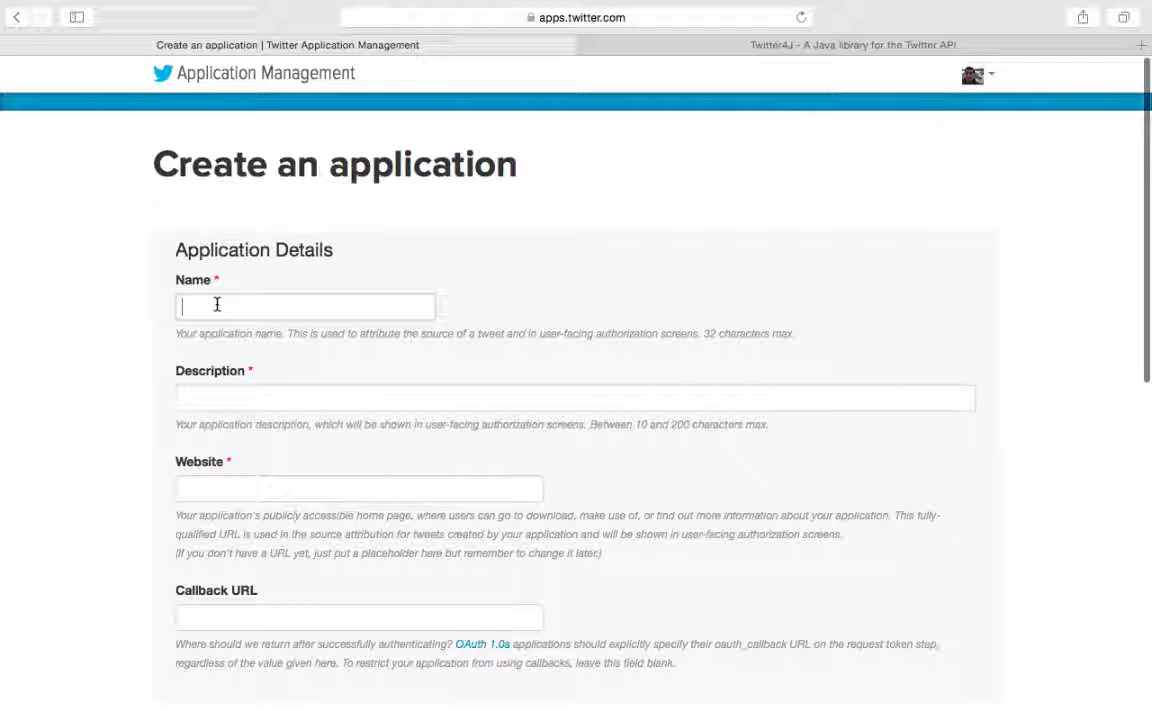 apps.twitter.com
Create an application | Twitter Application Management
Twitter4J - A Java library for the Twitter API
Application Management
Create an application
Application Details
Name *
Your application name. This is used to attribute the source of a tweet and in user-facing authorization screens. 32 characters max.
Description *
Your application description, which will be shown in user-facing authorization screens. Between 10 and 200 characters max.
Website *
Your application's publicly accessible home page, where users can go to download, make use of, or find out more information about your application. This fully-
qualified URL is used in the source attribution for tweets created by your application and will be shown in user-facing authorization screens.
(If you don't have a URL yet, just put a placeholder here but remember to change it later.)
Callback URL
Where should we return after successfully authenticating? OAuth 1.0a applications should explicitly specify their oauth_callback URL on the request token step,
regardless of the value given here. To restrict your application from using callbacks, leave this field blank.